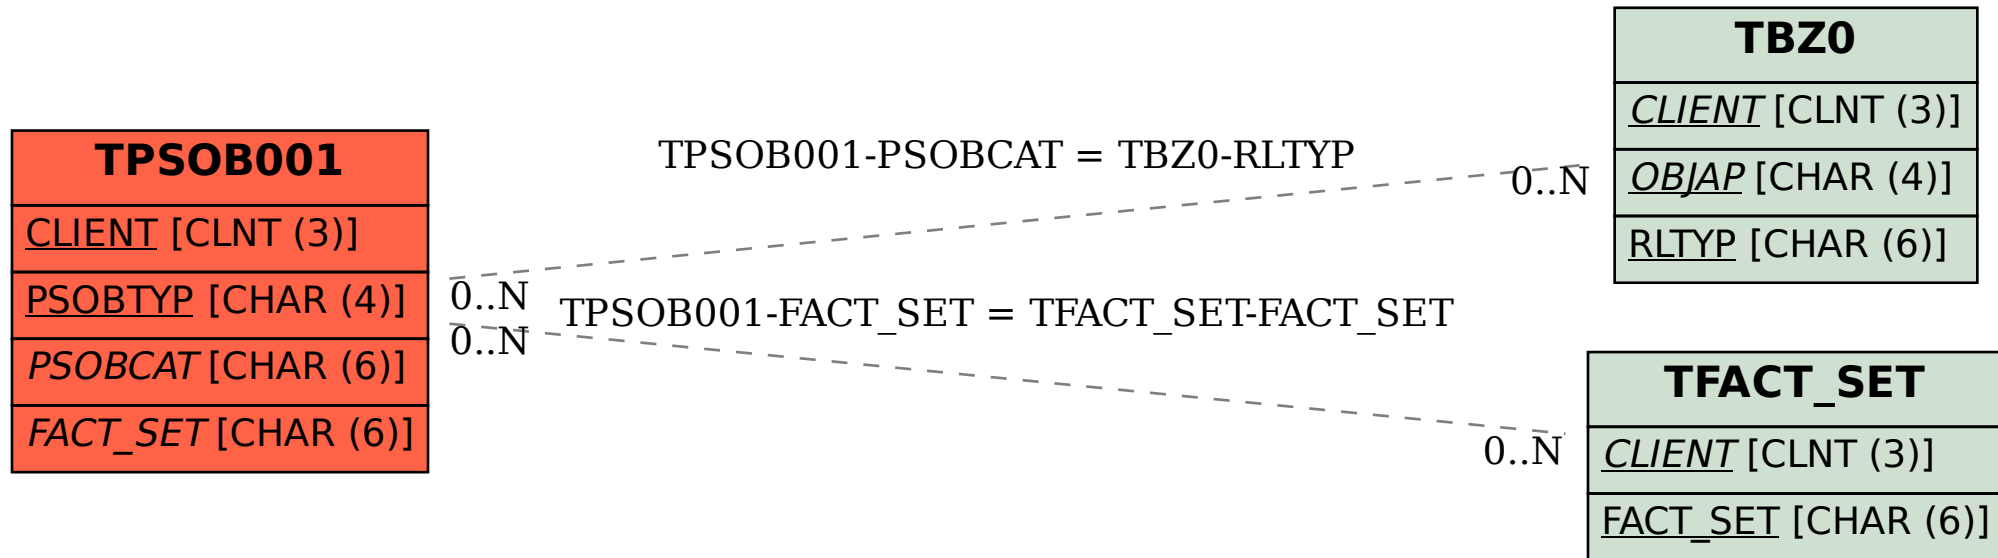 TPSOB001
CLIENT [CLNT (3)]
PSOBTYP [CHAR (4)]
PSOBCAT [CHAR (6)]
FACT_SET [CHAR (6)]
TPSOB001-PSOBCAT = TBZ0-RLTYP
0..N
0..N
TPSOB001-FACT_SET = TFACT_SET-FACT_SET
0..N
0..N
TBZ0
CLIENT [CLNT (3)]
OBJAP [CHAR (4)]
RLTYP [CHAR (6)]
TFACT_SET
CLIENT [CLNT (3)]
FACT_SET [CHAR (6)]